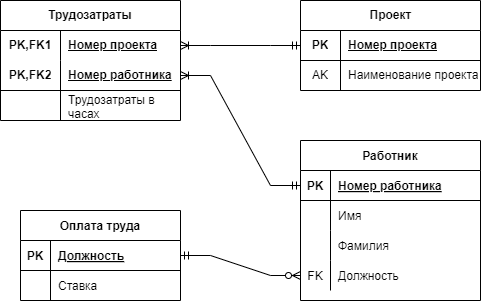 Трудозатраты
PK,FK1 Номер проекта
PK,FK2 Номер работника
Трудозатраты в
часах
Проект
PK Номер проекта
AK Наименование проекта
Работник
PK Номер работника
Имя
Фамилия
FK Должность
Оплата труда
PK Должность
Ставка